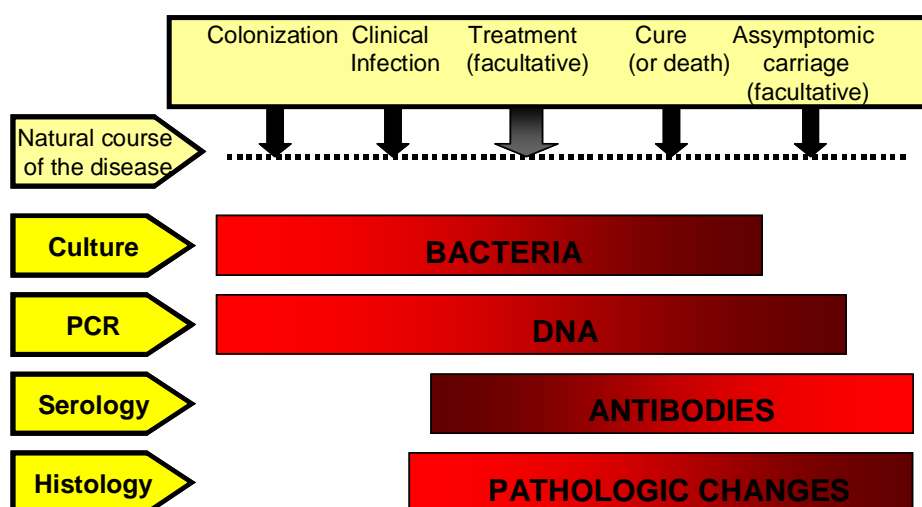 Colonization
Clinical
Infection
Treatment
(facultative)
Cure
(or death)
Assymptomic
carriage
(facultative)
Natural course
of the disease
Culture
BACTERIA
PCR
DNA
Serology
ANTIBODIES
Histology
PATHOLOGIC CHANGES